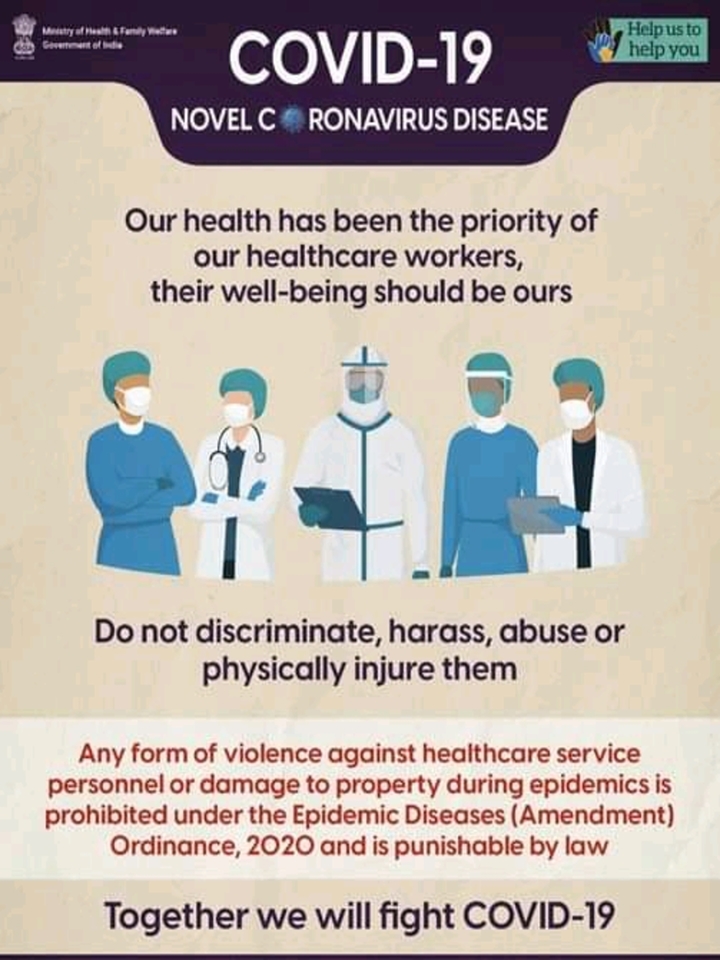 Ministry of Health & Family Welfare
Government of India
COVID-19
Help us to
help you
NOVEL CORONAVIRUS DISEASE
Our health has been the priority of
our healthcare workers,
their well-being should be ours
Do not discriminate, harass, abuse or
physically injure them
Any form of violence against healthcare service
personnel or damage to property during epidemics is
prohibited under the Epidemic Diseases (Amendment)
Ordinance, 2020 and is punishable by law
Together we will fight COVID-19